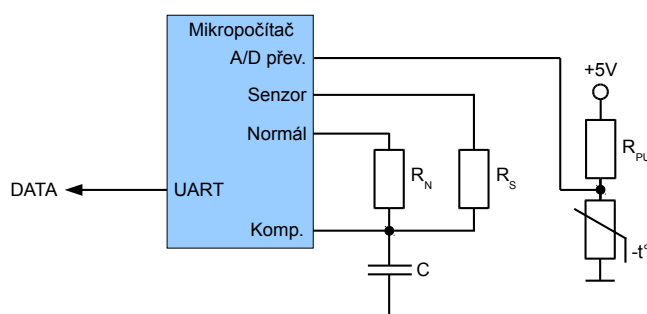 Mikropočítač
A/D přev.
Senzor
Normál
UART
Komp.
DATA
R_N
R_S
C
+5V
R_PU
-t°